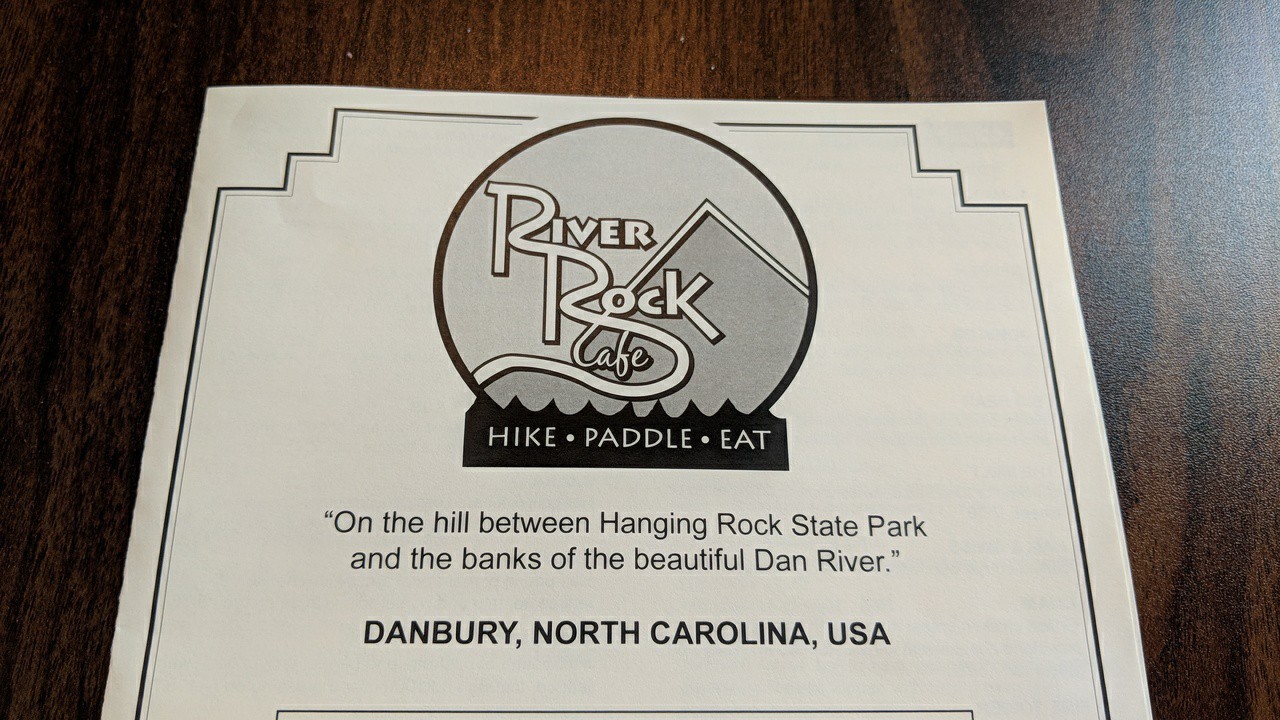 RIVER
ROCK
Cafe
HIKE • PADDLE • EAT
“On the hill between Hanging Rock State Park
and the banks of the beautiful Dan River.”
DANBURY, NORTH CAROLINA, USA